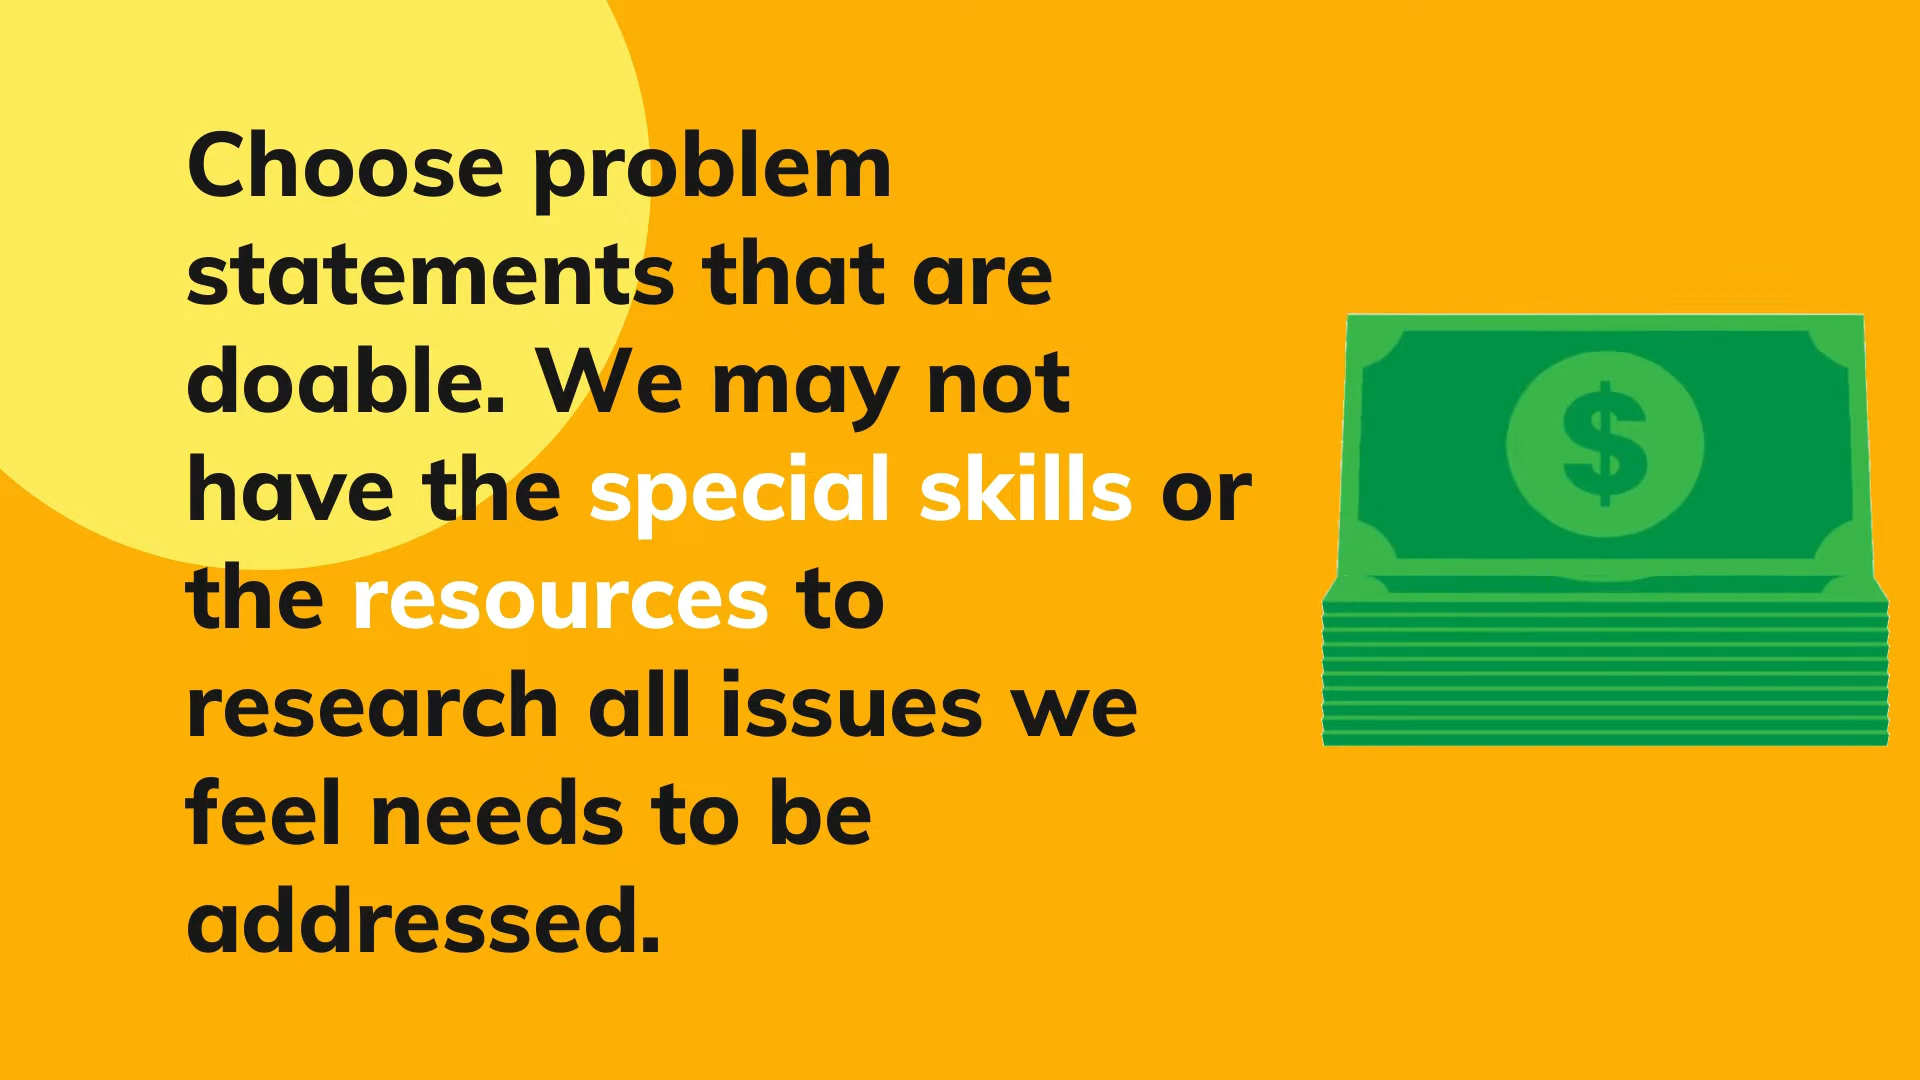 Choose problem
statements that are
doable. We may not
have the special skills or
the resources to
research all issues we
feel needs to be
addressed.
$